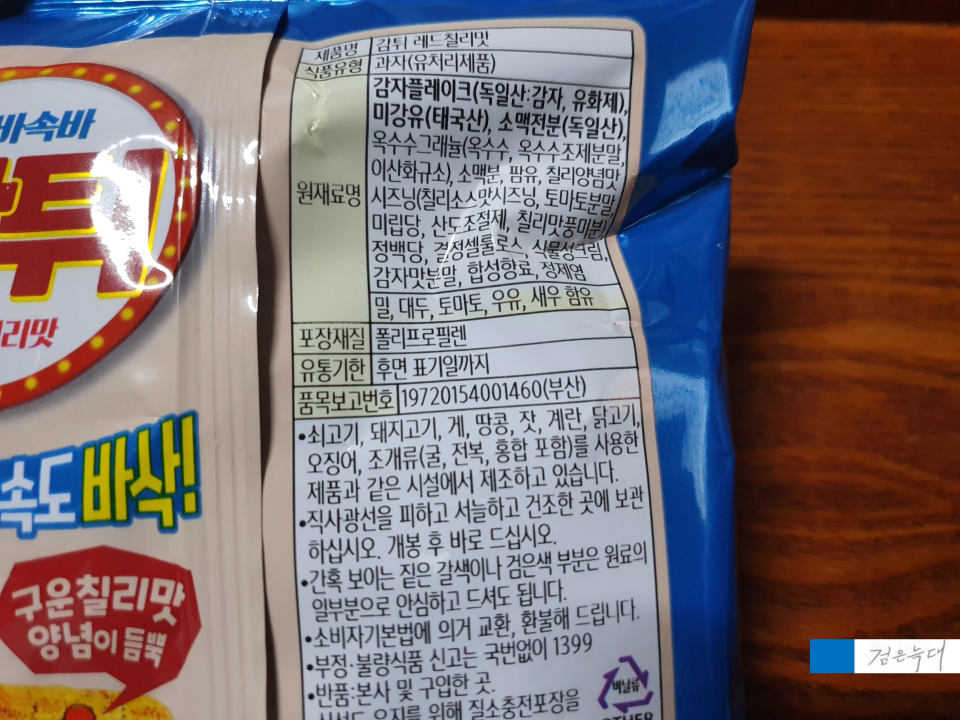 바속바
튀
리맛
속도 바삭!
구운칠리맛
양념이 듬뿍
제품명 감튀 레드칠리맛
식품유형 과자(유처리제품)
원재료명
감자플레이크(독일산:감자, 유화제),
미강유(태국산), 소맥전분(독일산),
옥수수그래뉼(옥수수, 옥수수조제분말,
이산화규소), 소맥분, 팜유, 칠리양념맛
시즈닝(칠리소스맛시즈닝, 토마토분말,
미립당, 산도조절제, 칠리맛풍미분),
정백당, 결정셀룰로스, 식물성크림,
감자맛분말, 합성향료, 정제염
밀, 대두, 토마토, 우유, 새우 함유
포장재질 폴리프로필렌
유통기한 후면 표기일까지
품목보고번호 19720154001460(부산)
•쇠고기, 돼지고기, 게, 땅콩, 잣, 계란, 닭고기,
오징어, 조개류(굴, 전복, 홍합 포함)를 사용한
제품과 같은 시설에서 제조하고 있습니다.
•직사광선을 피하고 서늘하고 건조한 곳에 보관
하십시오. 개봉 후 바로 드십시오.
•간혹 보이는 짙은 갈색이나 검은색 부분은 원료의
일부분으로 안심하고 드셔도 됩니다.
•소비자기본법에 의거 교환, 환불해 드립니다.
•부정·불량식품 신고는 국번없이 1399
•반품:본사 및 구입한 곳.
신선도 유지를 위해 질소충전포장을
비닐류
OTHER
검은늑대